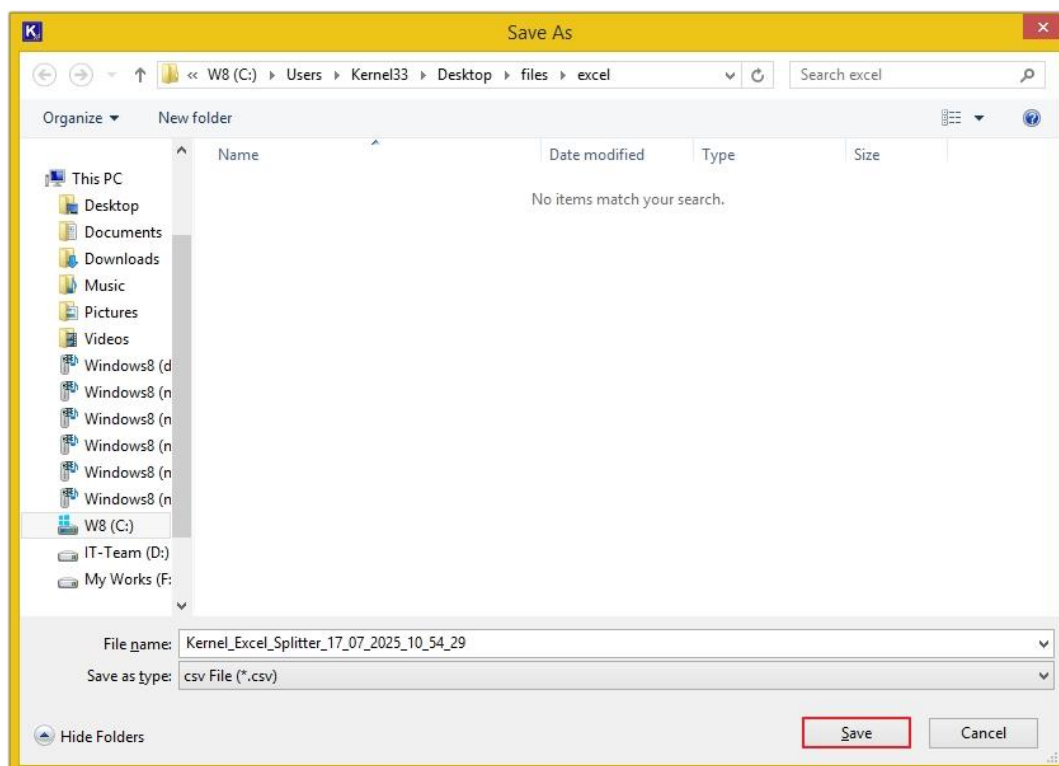 K
Save As
« W8 (C:) Users Kernel33 Desktop files excel Search excel
Organize New folder
Name Date modified Type Size
No items match your search.
This PC
Desktop
Documents
Downloads
Music
Pictures
Videos
Windows8 (d
Windows8 (n
Windows8 (n
Windows8 (n
Windows8 (n
Windows8 (n
W8 (C:)
IT-Team (D:)
My Works (F:
File name: Kernel_Excel_Splitter_17_07_2025_10_54_29
Save as type: csv File (*.csv)
Hide Folders Save Cancel